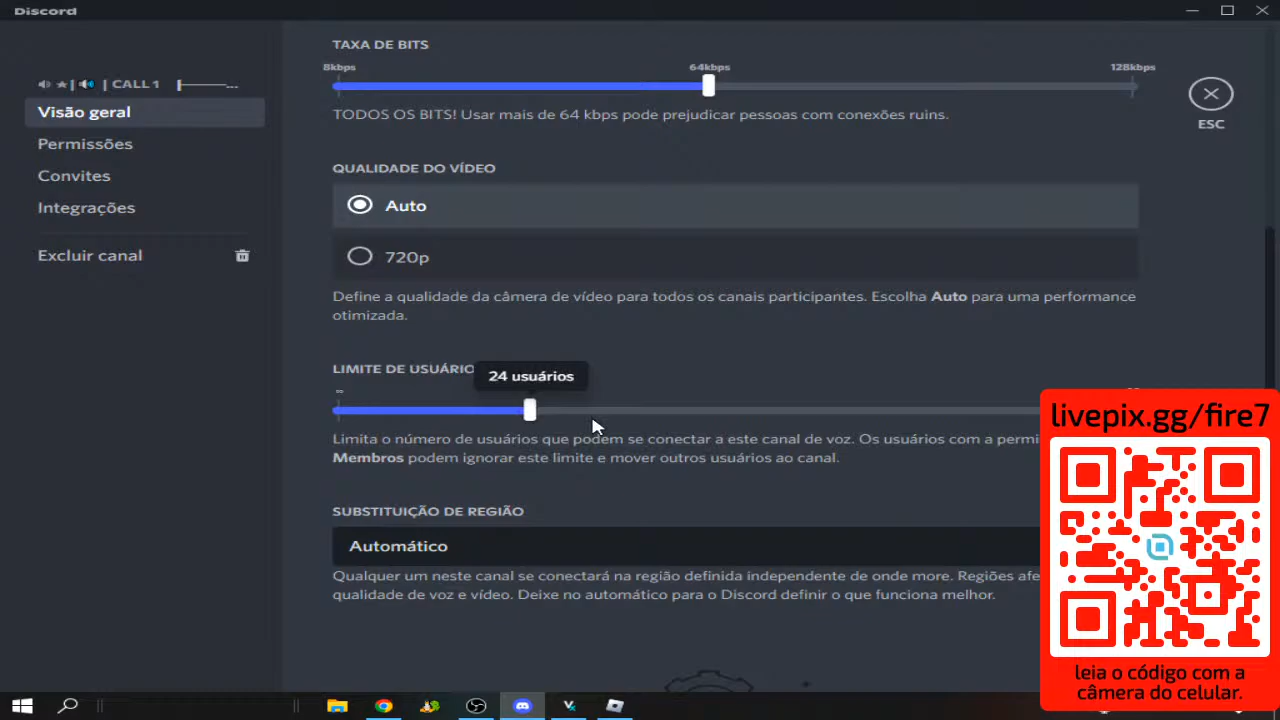 Discord
CALL 1
Visão geral
Permissões
Convites
Integrações
Excluir canal
TAXA DE BITS
8kbps
64kbps
128kbps
TODOS OS BITS! Usar mais de 64 kbps pode prejudicar pessoas com conexões ruins.
ESC
QUALIDADE DO VÍDEO
Auto
720p
Define a qualidade da câmera de vídeo para todos os canais participantes. Escolha Auto para uma performance
otimizada.
LIMITE DE USUÁRIO
24 usuários
∞
Limita o número de usuários que podem se conectar a este canal de voz. Os usuários com a permi
Membros podem ignorar este limite e mover outros usuários ao canal.
SUBSTITUIÇÃO DE REGIÃO
Automático
Qualquer um neste canal se conectará na região definida independente de onde more. Regiões afe
qualidade de voz e vídeo. Deixe no automático para o Discord definir o que funciona melhor.
livepix.gg/fire7
leia o código com a
câmera do celular.